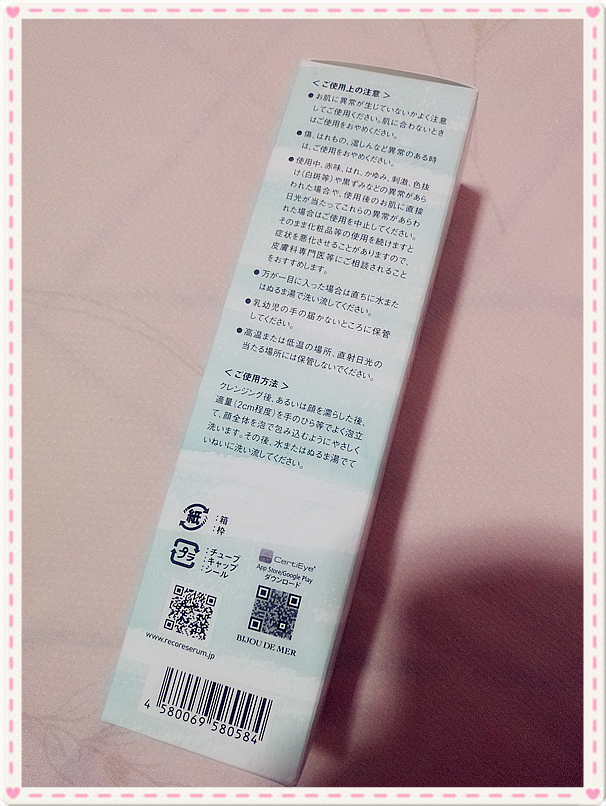 ＜ご使用上の注意＞
●お肌に異常が生じていないかよく注意
してご使用ください。肌に合わないとき
はご使用をおやめください。
●傷、はれもの、湿しんなど異常のある時
は、ご使用をおやめください。
●使用中、赤味、はれ、かゆみ、刺激、色抜
け(白斑等)や黒ずみなどの異常があら
われた場合や、使用後のお肌に直接
日光が当たってこれらの異常があらわ
れた場合はご使用を中止してください。
そのまま化粧品等の使用を続けますと
症状を悪化させることがありますので、
皮膚科専門医等にご相談されること
をおすすめします。
●万が一目に入った場合は直ちに水また
はぬるま湯で洗い流してください。
●乳幼児の手の届かないところに保管
してください。
●高温または低温の場所、直射日光の
当たる場所には保管しないでください。
＜ご使用方法＞
クレンジング後、あるいは顔を濡らした後、
適量(2cm程度)を手のひら等でよく泡立
て、顔全体を泡で包み込むようにやさしく
洗います。その後、水またはぬるま湯でて
いねいに洗い流してください。
紙
：箱
：枠
プラ
：チューブ
：キャップ
：シール
CertiEye
App Store/Google Play
ダウンロード
www.recoreserum.jp
BIJOU DE MER
4 580069 580584